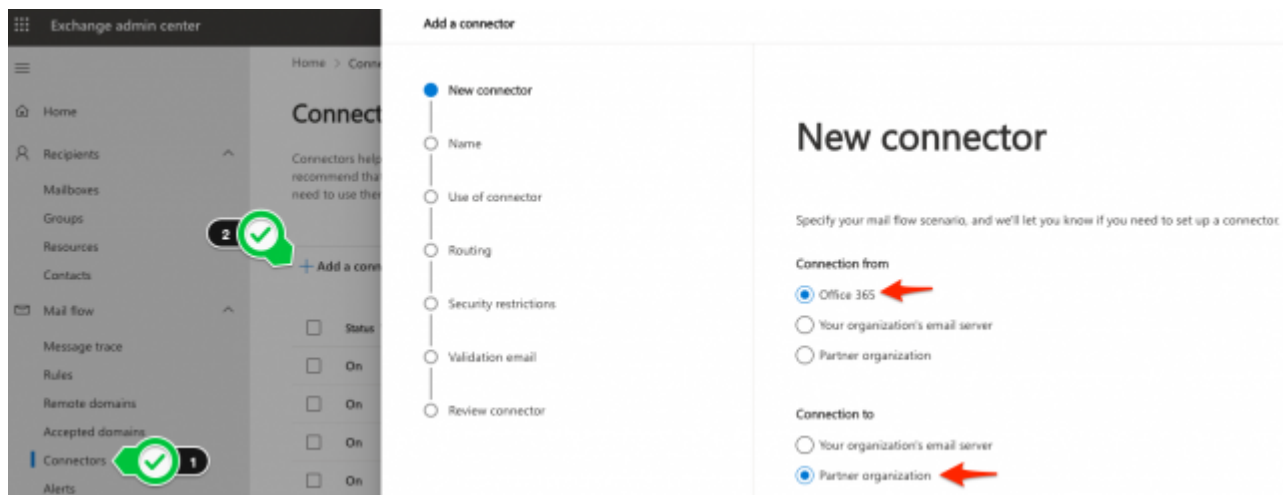 Exchange admin center
Home
Recipients
Mailboxes
Groups
Resources
Contacts
Mail flow
Message trace
Rules
Remote domains
Accepted domains
Connectors
1
Alerts
Home > Conne
Connect
Connectors help
recommend tha
need to use ther
2
+ Add a conn
Status
On
On
On
On
Add a connector
New connector
Name
Use of connector
Routing
Security restrictions
Validation email
Review connector
New connector
Specify your mail flow scenario, and we'll let you know if you need to set up a connector.
Connection from
Office 365
Your organization's email server
Partner organization
Connection to
Your organization's email server
Partner organization